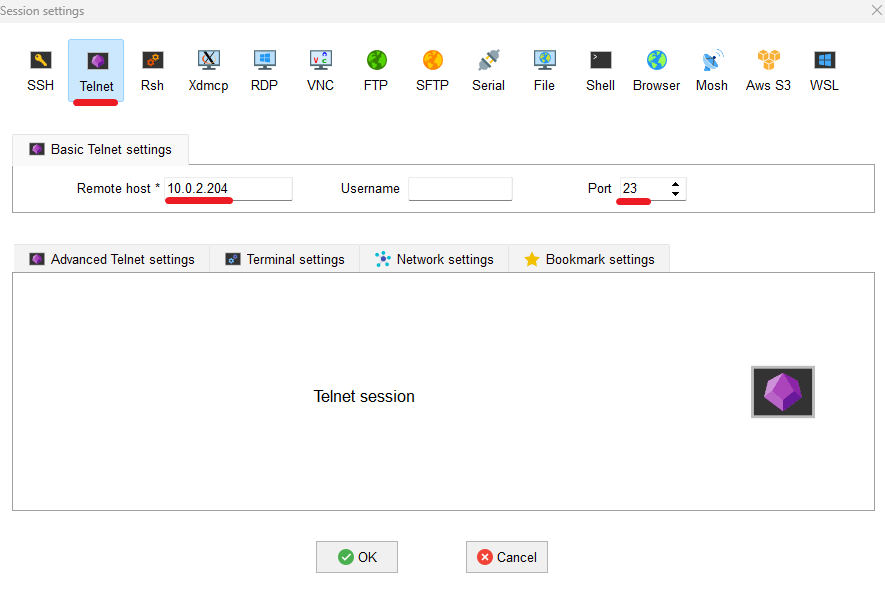 Session settings
SSH Telnet Rsh Xdmcp RDP VNC FTP SFTP Serial File Shell Browser Mosh Aws S3 WSL
Basic Telnet settings
Remote host * 10.0.2.204 Username Port 23
Advanced Telnet settings Terminal settings Network settings Bookmark settings
Telnet session
OK Cancel